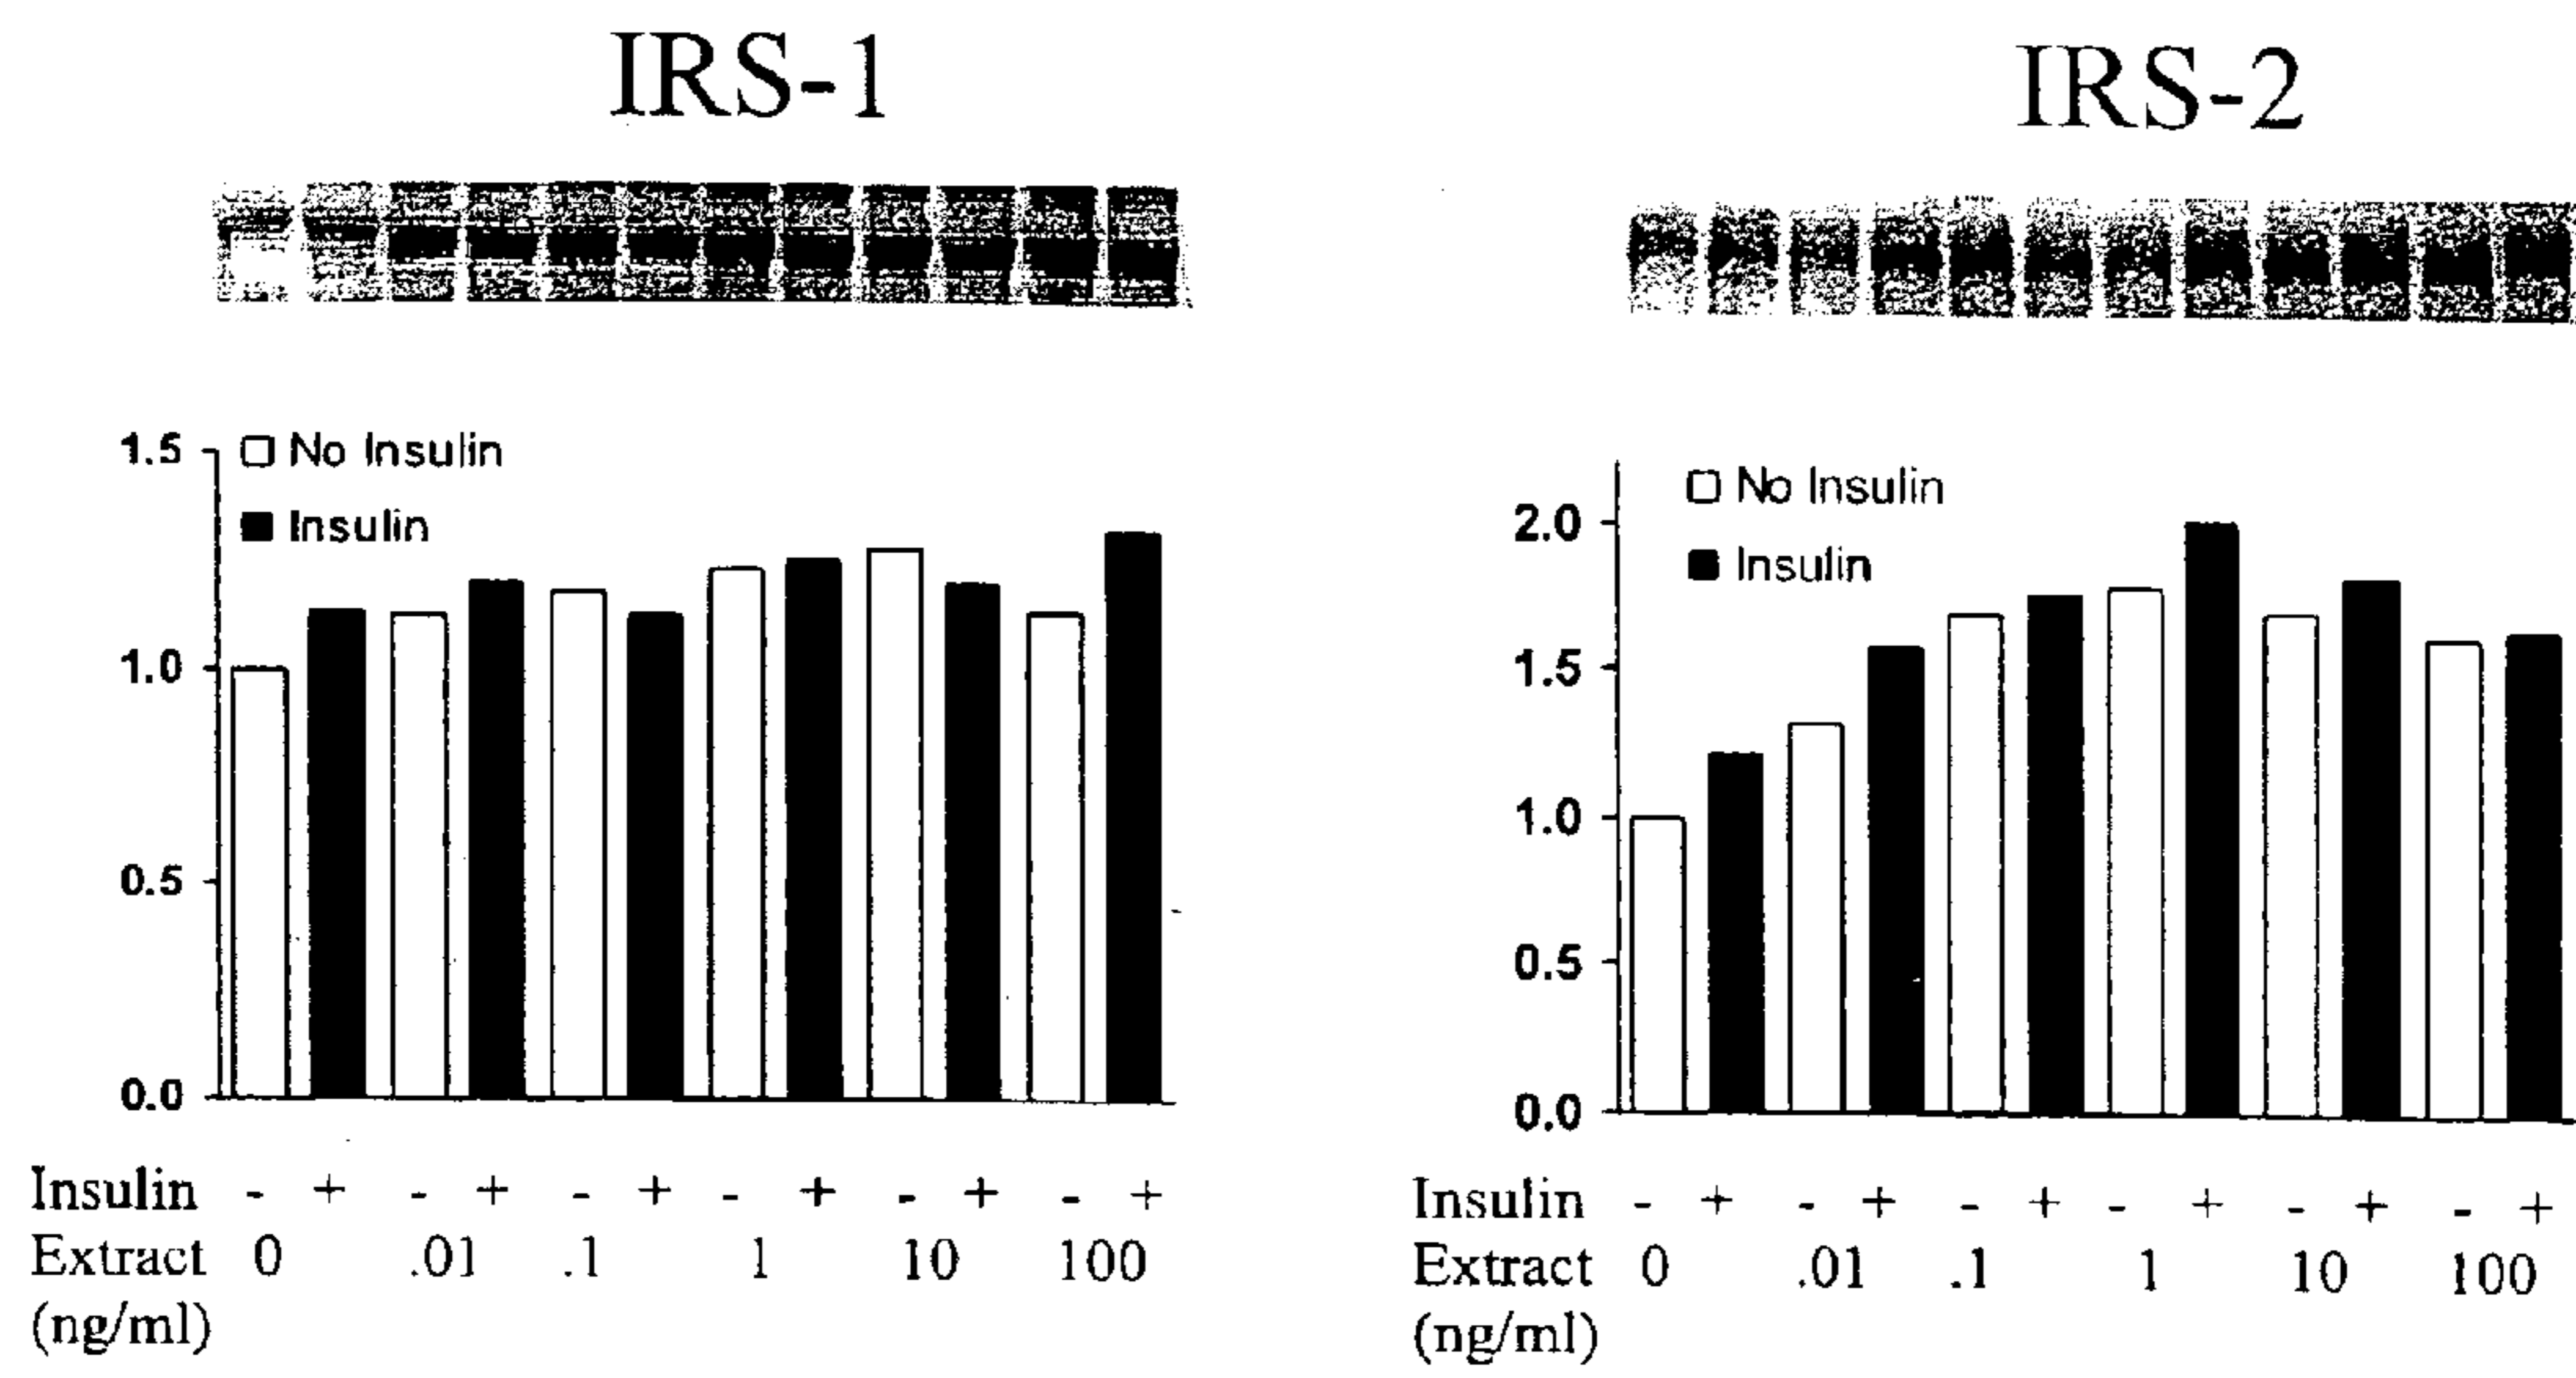 IRS-1
1.5
No Insulin
Insulin
1.0
0.5
0.0
Insulin - + - + - + - + - + - +
Extract 0 .01 .1 1 10 100
(ng/ml)
IRS-2
No Insulin
2.0
Insulin
1.5
1.0
0.5
0.0
Insulin - + - + - + - + - + - +
Extract 0 .01 .1 1 10 100
(ng/ml)